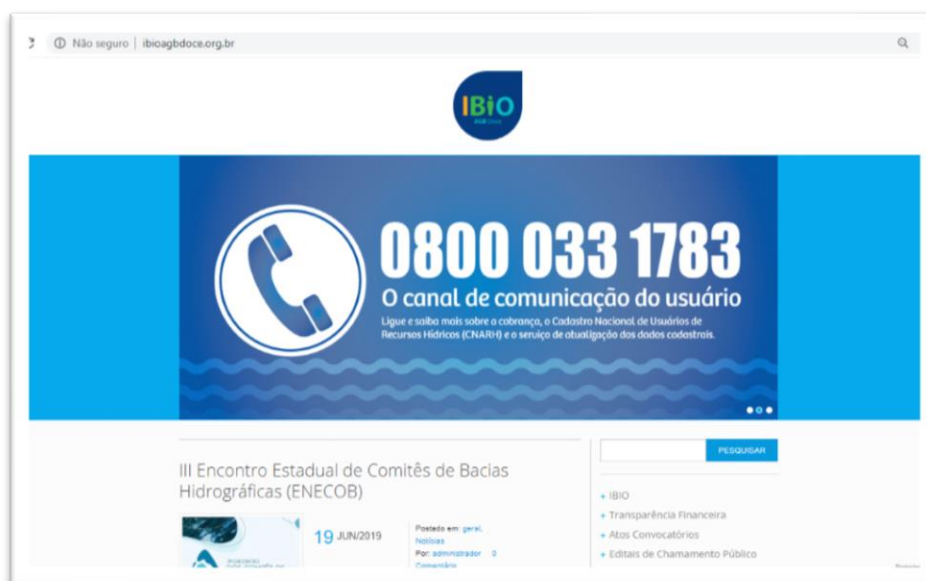 Não seguro | ibioagbdoce.org.br
IBiO
AGB Doce
0800 033 1783
O canal de comunicação do usuário
Ligue e saiba mais sobre a cobrança, o Cadastro Nacional de Usuários de
Recursos Hídricos (CNARH) e o serviço de atualização dos dados cadastrais.
III Encontro Estadual de Comitês de Bacias
Hidrográficas (ENECOB)
19 JUN/2019
Postado em: geral,
Notícias
Por: administrador 0
Comentário
PESQUISAR
+ IBIO
+ Transparência Financeira
+ Atos Convocatórios
+ Editais de Chamamento Público